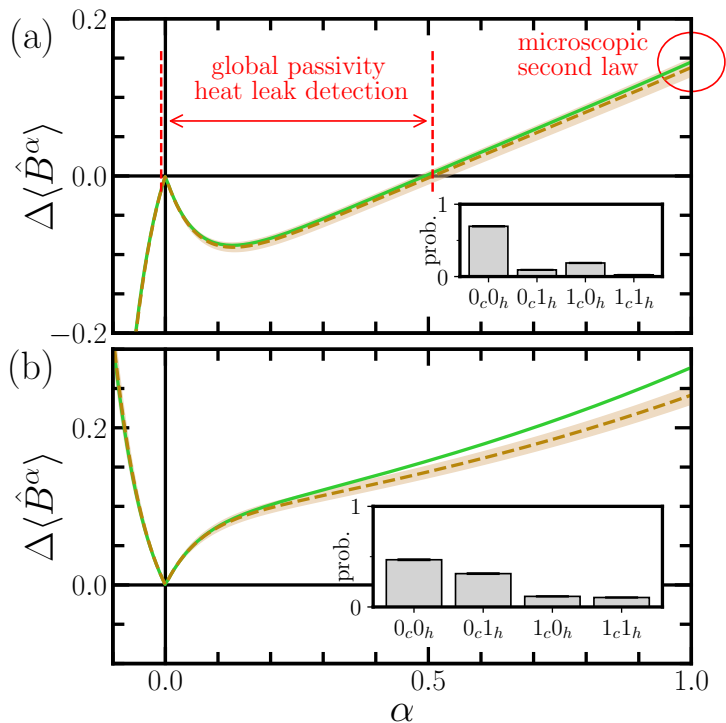 (a)
0.2
0.0
−0.2
Δ⟨B̂^α⟩
global passivity
heat leak detection
microscopic
second law
prob.
1
0
0_c0_h 0_c1_h 1_c0_h 1_c1_h
(b)
0.2
0.0
Δ⟨B̂^α⟩
prob.
1
0
0_c0_h 0_c1_h 1_c0_h 1_c1_h
0.0 0.5 1.0
α